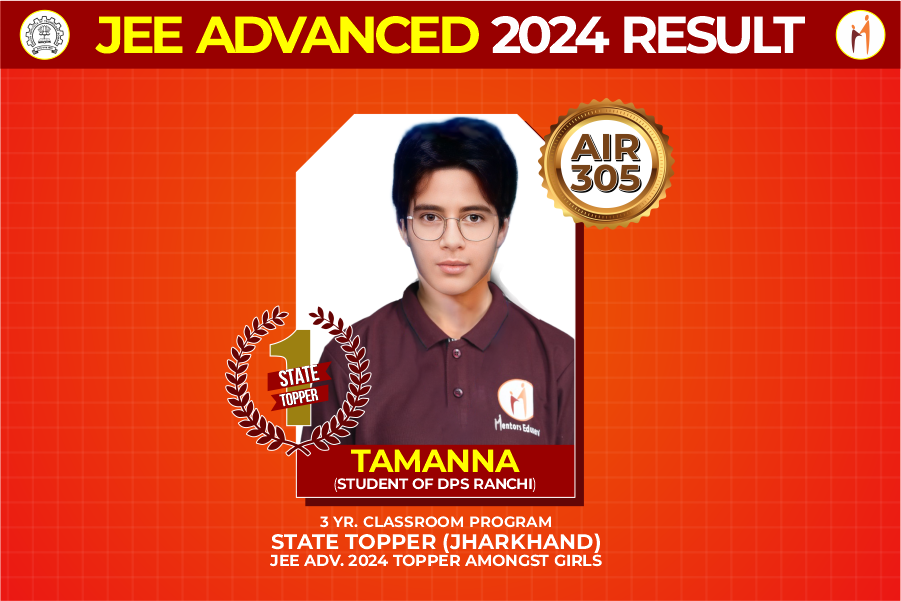 JEE ADVANCED 2024 RESULT
AIR
305
1
STATE
TOPPER
Mentors Eduserv
TAMANNA
(STUDENT OF DPS RANCHI)
3 YR. CLASSROOM PROGRAM
STATE TOPPER (JHARKHAND)
JEE ADV. 2024 TOPPER AMONGST GIRLS